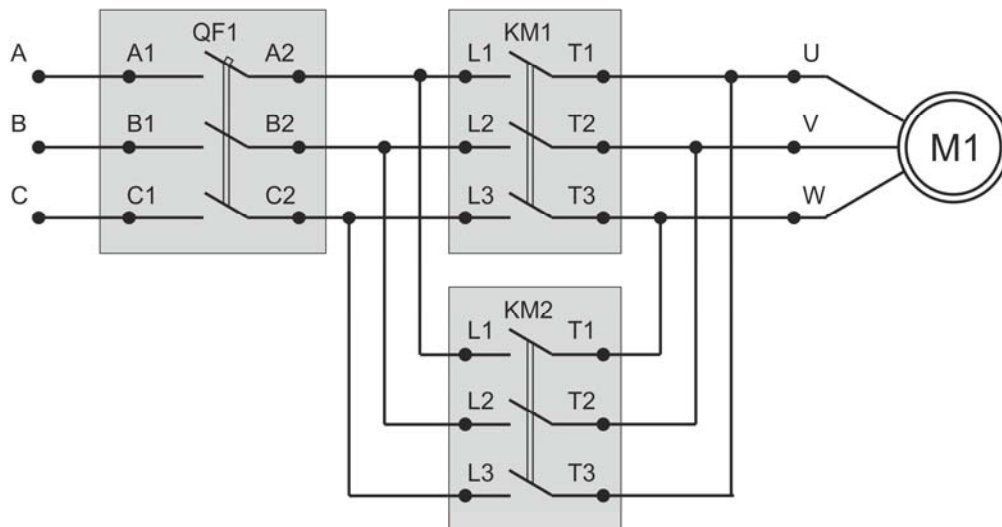 QF1 KM1
A A1 A2 L1 T1 U
B B1 B2 L2 T2 V M1
C C1 C2 L3 T3 W
KM2
L1 T1
L2 T2
L3 T3